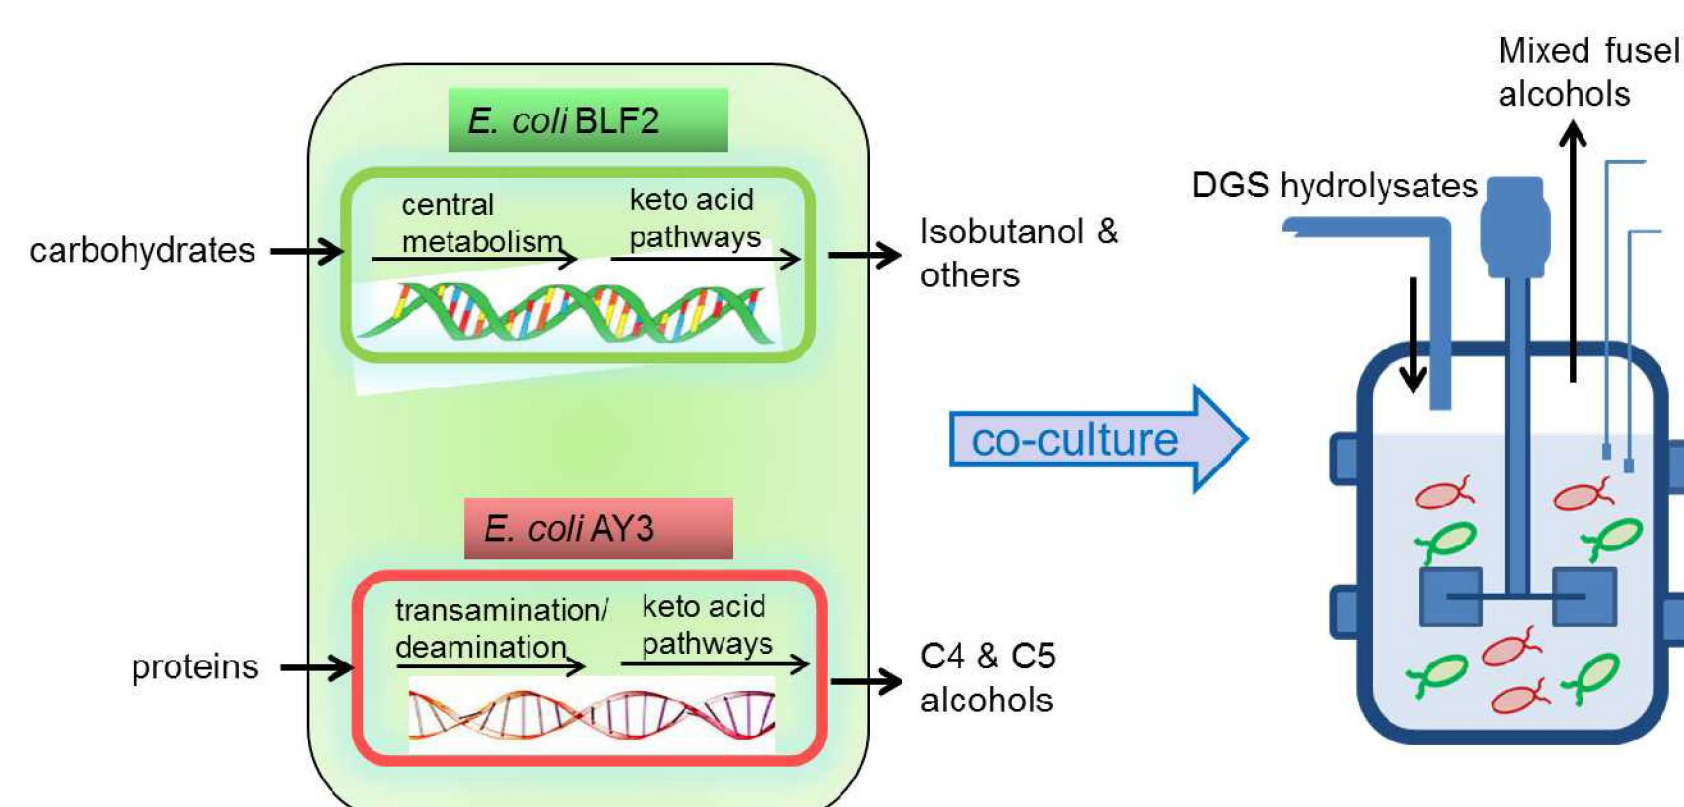 E. coli BLF2
carbohydrates
central
metabolism
keto acid
pathways
Isobutanol &
others
E. coli AY3
proteins
transamination/
deamination
keto acid
pathways
C4 & C5
alcohols
co-culture
Mixed fusel
alcohols
DGS hydrolysates